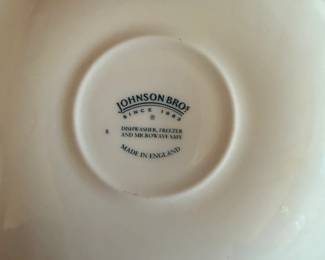 JOHNSON BROS
SINCE 1883
®
DISHWASHER, FREEZER
AND MICROWAVE SAFE
MADE IN ENGLAND